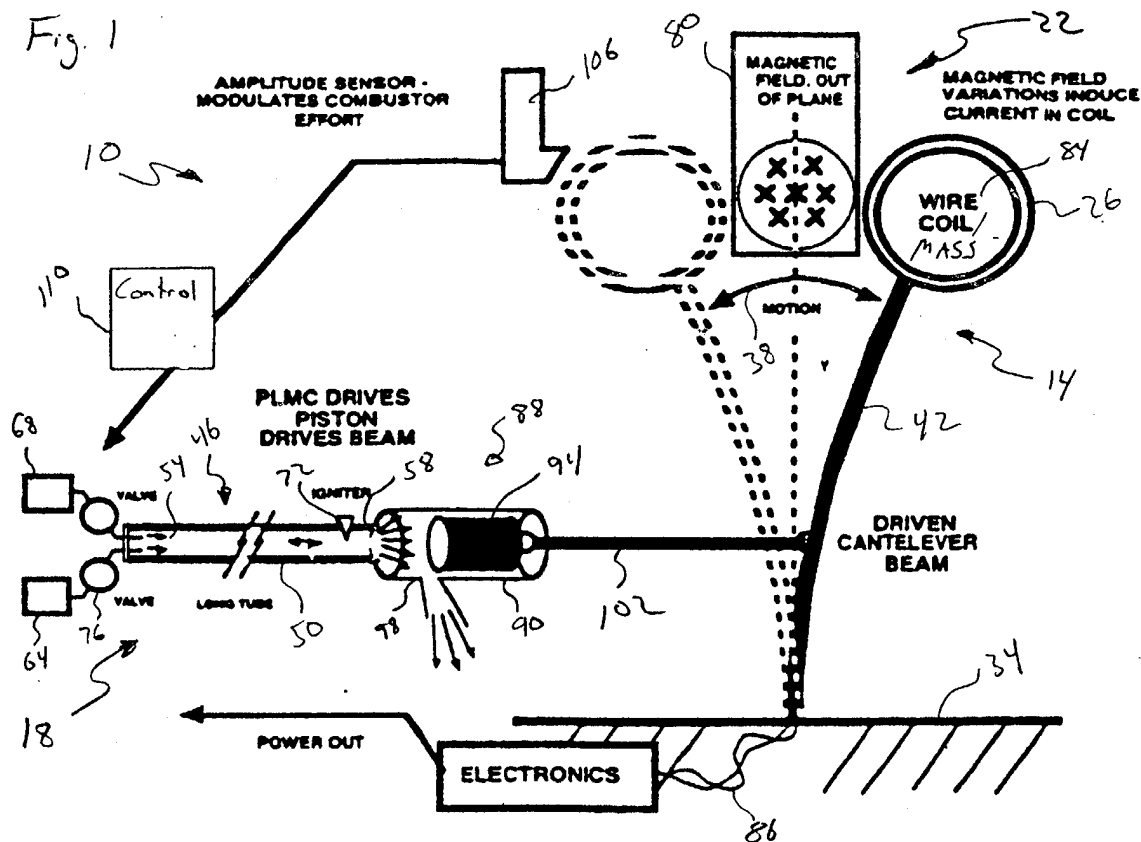 Fig. 1
10
AMPLITUDE SENSOR -
MODULATES COMBUSTOR
EFFORT
106
80
MAGNETIC
FIELD, OUT
OF PLANE
22
MAGNETIC FIELD
VARIATIONS INDUCE
CURRENT IN COIL
84
26
WIRE
COIL/
MASS
110
Control
MOTION
38
14
42
PLMC DRIVES
PISTON
DRIVES BEAM
68
54
46
72
IGNITER
58
88
94
VALVE
DRIVEN
CANTELEVER
BEAM
64
76
VALVE
LONG TUBE
50
98
90
102
18
34
POWER OUT
ELECTRONICS
86